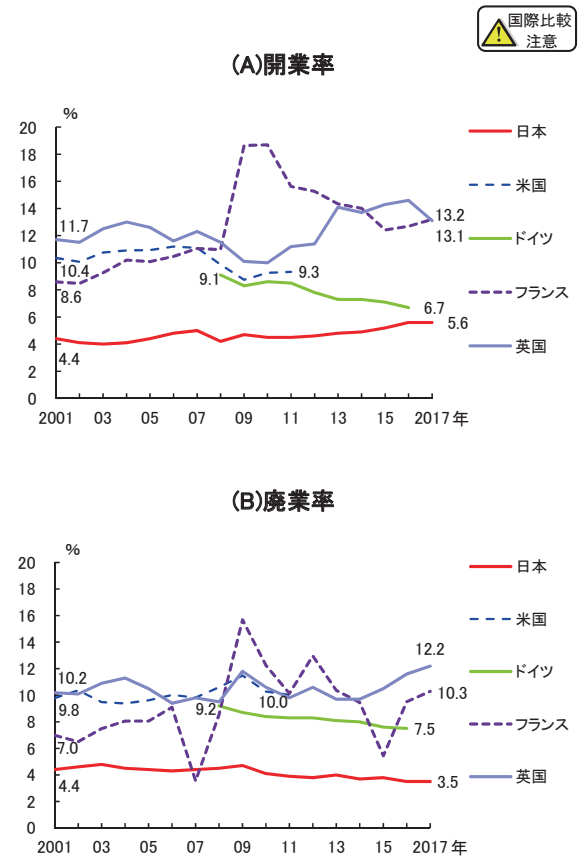 国際比較
注意
!
(A)開業率
%
20
18
16
14
12
10
8
6
4
2
0
11.7
10.4
8.6
4.4
9.1
9.3
13.2
13.1
6.7
5.6
2001 03 05 07 09 11 13 15 2017年
日本
米国
ドイツ
フランス
英国
(B)廃業率
%
20
18
16
14
12
10
8
6
4
2
0
10.2
9.8
7.0
4.4
9.2
10.0
12.2
10.3
7.5
3.5
2001 03 05 07 09 11 13 15 2017年
日本
米国
ドイツ
フランス
英国